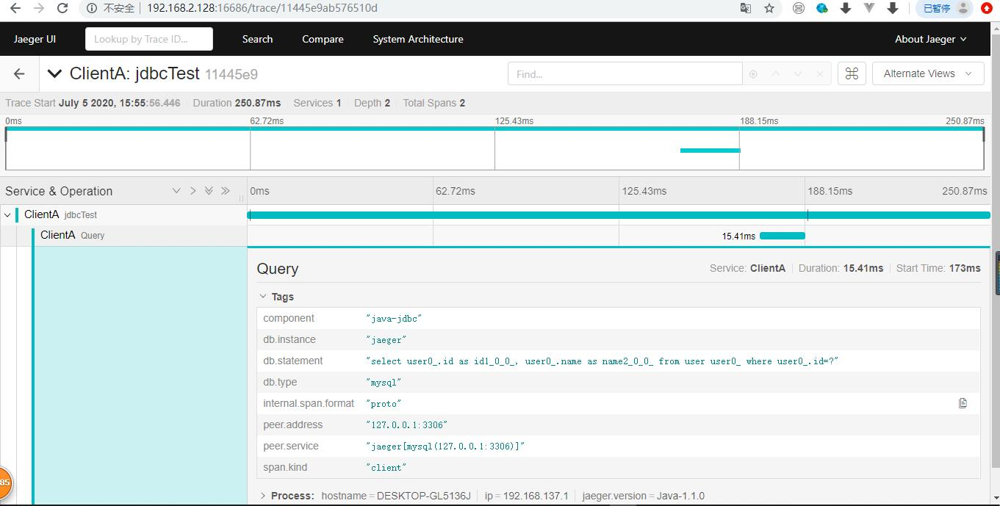 不安全 192.168.2.128:16686/trace/11445e9ab576510d 已暂停
Jaeger UI Lookup by Trace ID... Search Compare System Architecture About Jaeger
ClientA: jdbcTest 11445e9 Find... Alternate Views
Trace Start July 5 2020, 15:55:56.446 Duration 250.87ms Services 1 Depth 2 Total Spans 2
0ms 62.72ms 125.43ms 188.15ms 250.87ms
Service & Operation 0ms 62.72ms 125.43ms 188.15ms 250.87ms
ClientA jdbcTest
ClientA Query 15.41ms
Query Service: ClientA Duration: 15.41ms Start Time: 173ms
Tags
component "java-jdbc"
db.instance "jaeger"
db.statement "select user0_.id as id1_0_0_, user0_.name as name2_0_0_ from user user0_ where user0_.id=?"
db.type "mysql"
internal.span.format "proto"
peer.address "127.0.0.1:3306"
peer.service "jaeger[mysql(127.0.0.1:3306)]"
span.kind "client"
85
Process: hostname = DESKTOP-GL5136J ip = 192.168.137.1 jaeger.version = Java-1.1.0